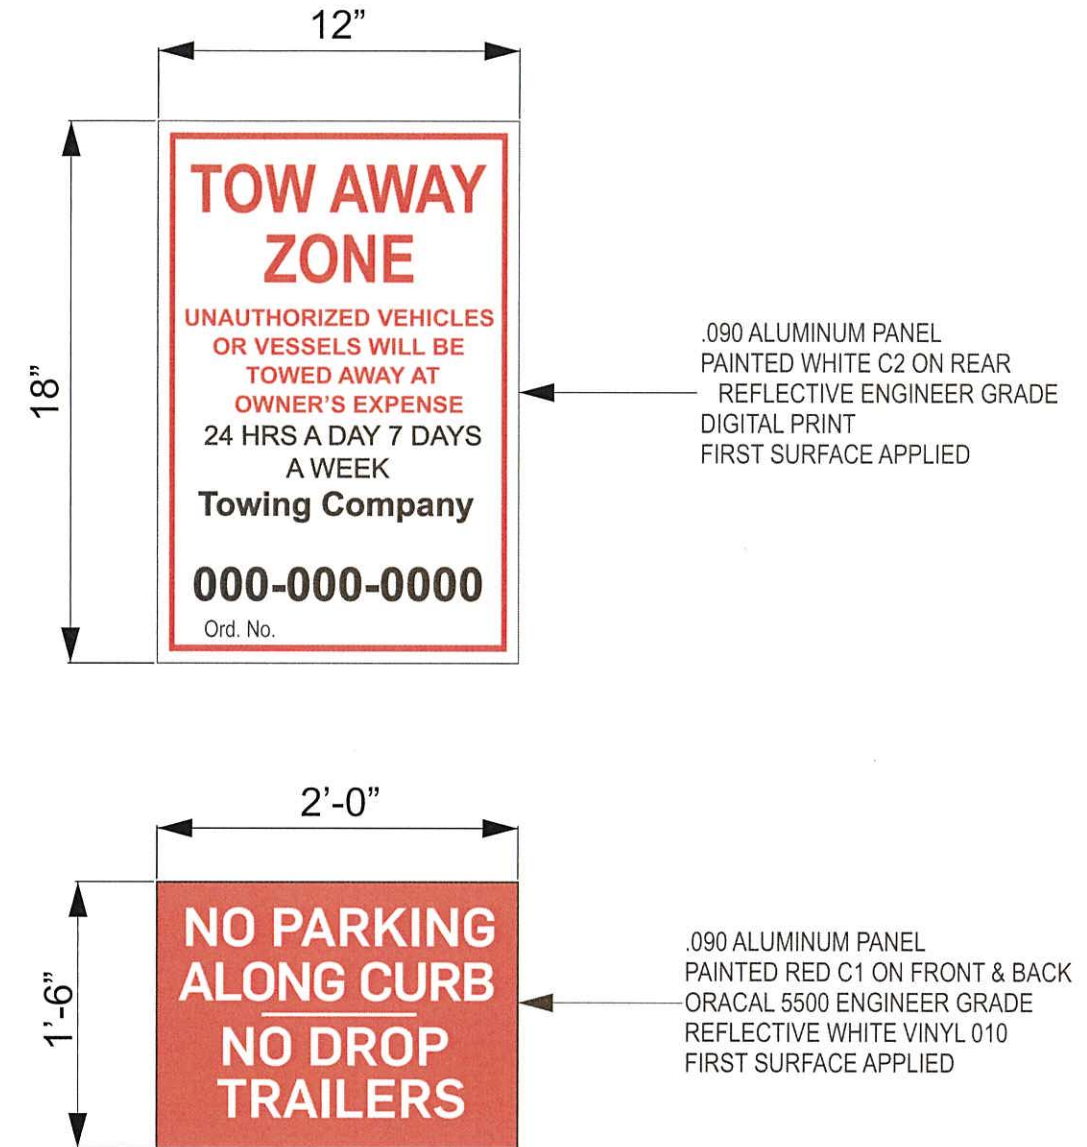 12”
18”
TOW AWAY
ZONE
UNAUTHORIZED VEHICLES
OR VESSELS WILL BE
TOWED AWAY AT
OWNER’S EXPENSE
24 HRS A DAY 7 DAYS
A WEEK
Towing Company
000-000-0000
Ord. No.
.090 ALUMINUM PANEL
PAINTED WHITE C2 ON REAR
REFLECTIVE ENGINEER GRADE
DIGITAL PRINT
FIRST SURFACE APPLIED
2’-0”
1’-6”
NO PARKING
ALONG CURB
NO DROP
TRAILERS
.090 ALUMINUM PANEL
PAINTED RED C1 ON FRONT & BACK
ORACAL 5500 ENGINEER GRADE
REFLECTIVE WHITE VINYL 010
FIRST SURFACE APPLIED